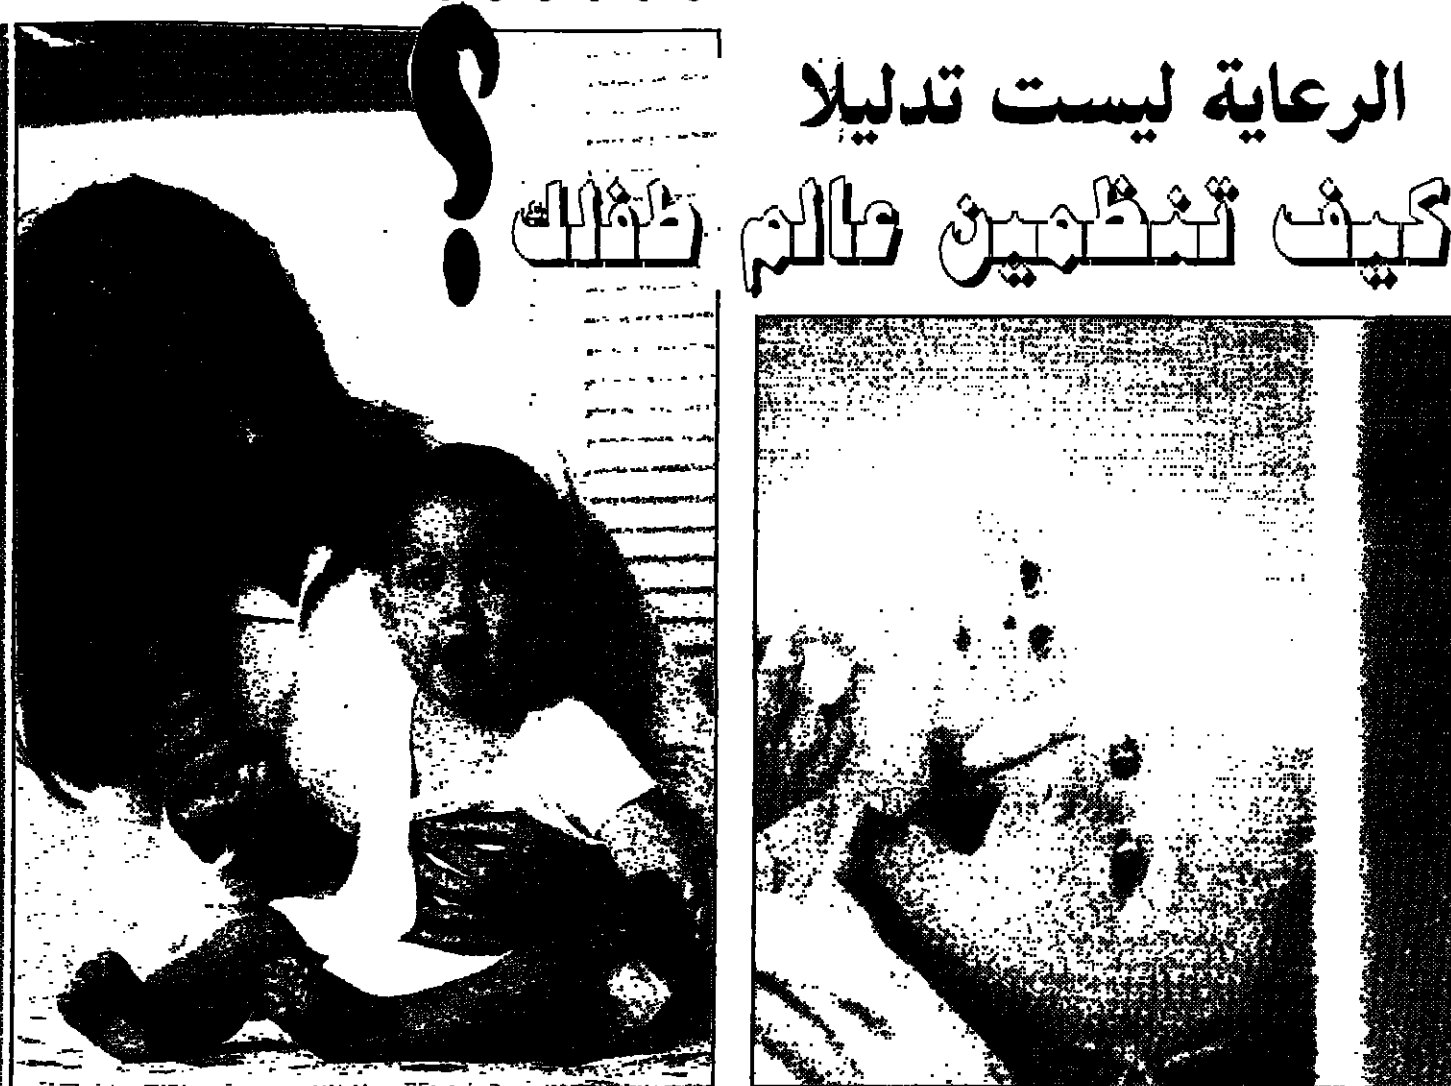 الرعاية ليست تدليلا
كيف تنظمين عالم طفلك ؟